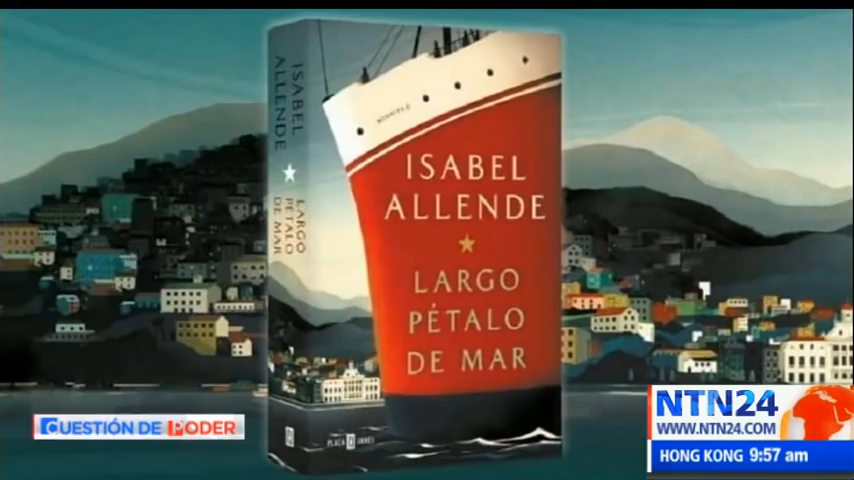 ISABEL
ALLENDE
LARGO
PÉTALO
DE MAR
WINNIPEG
ISABEL
ALLENDE
LARGO
PÉTALO
DE MAR
PLAZA JANÉS
CUESTIÓN DE PODER
NTN24
WWW.NTN24.COM
HONG KONG 9:57 am